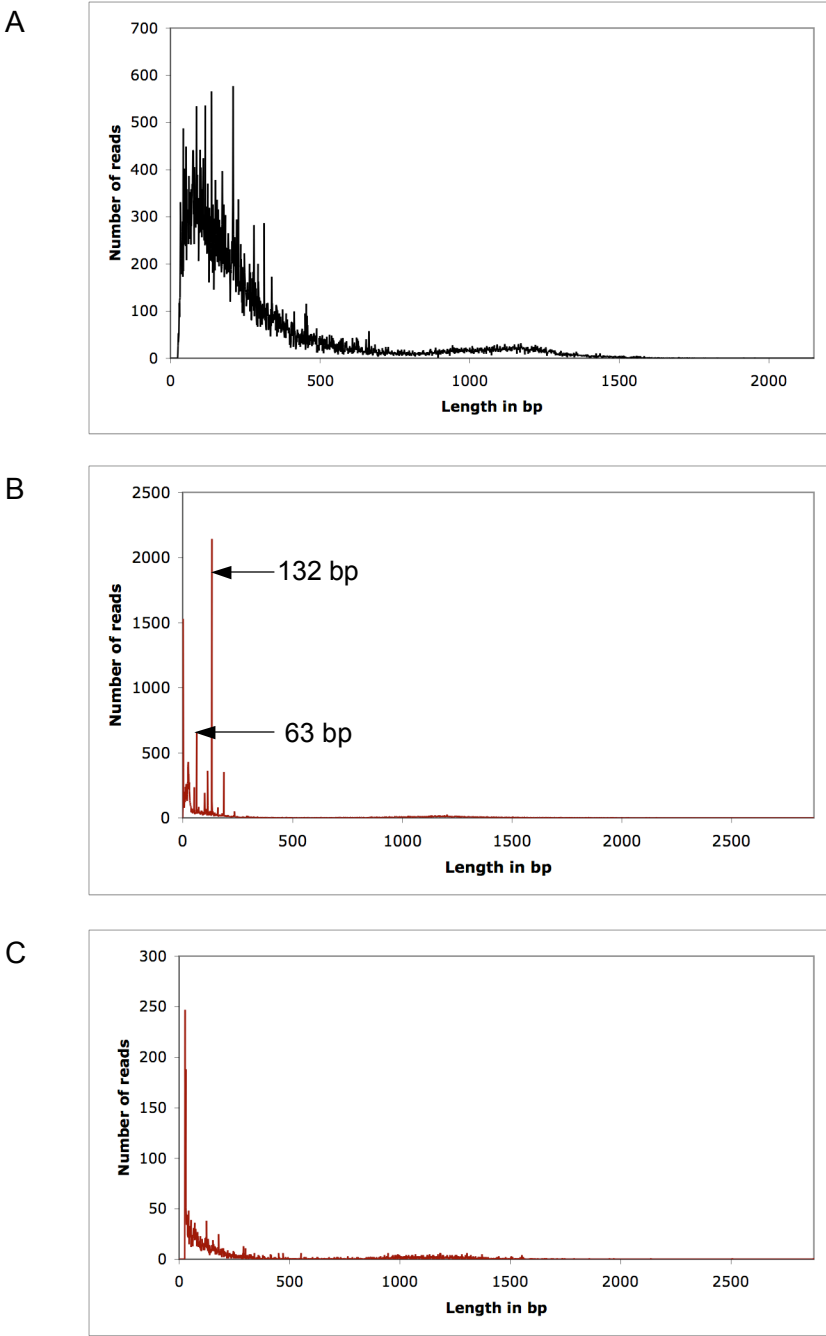 A
700
600
500
400
300
200
100
0
Number of reads
0 500 1000 1500 2000
Length in bp
B
2500
2000
1500
1000
500
0
Number of reads
132 bp
63 bp
0 500 1000 1500 2000 2500
Length in bp
C
300
250
200
150
100
50
0
Number of reads
0 500 1000 1500 2000 2500
Length in bp